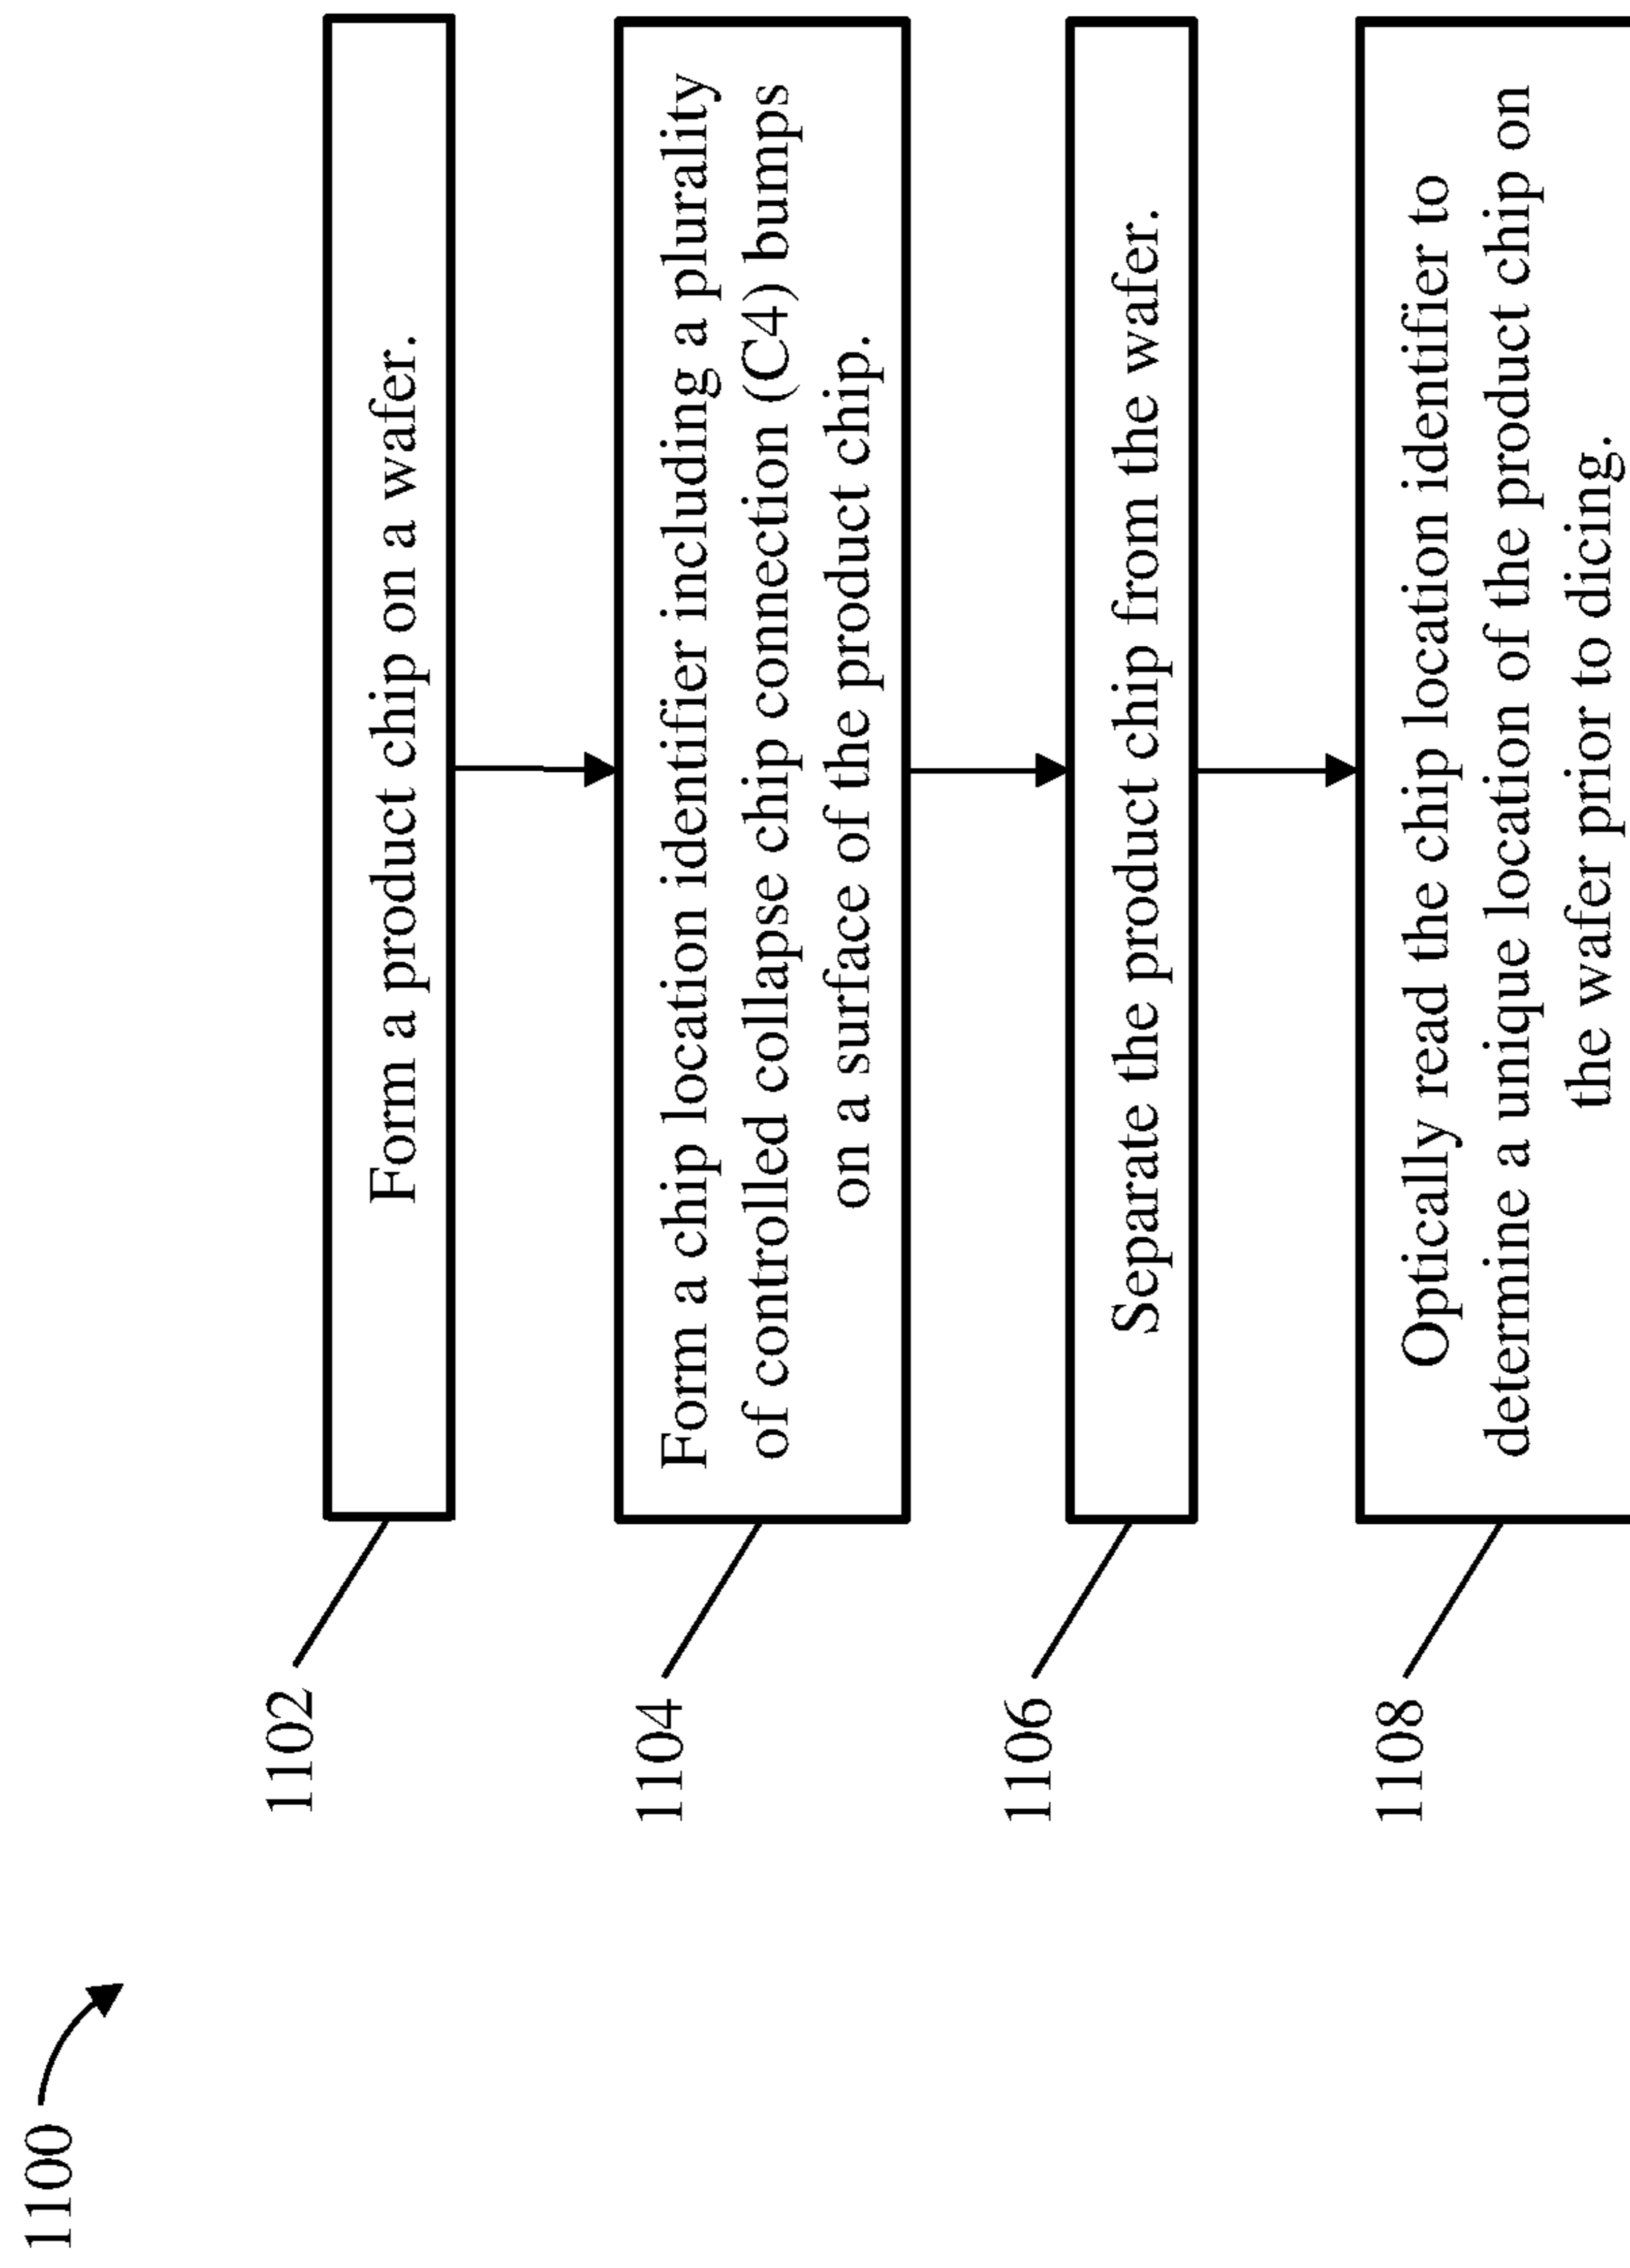 1100
1102
Form a product chip on a wafer.
1104
Form a chip location identifier including a plurality
of controlled collapse chip connection (C4) bumps
on a surface of the product chip.
1106
Separate the product chip from the wafer.
1108
Optically read the chip location identifier to
determine a unique location of the product chip on
the wafer prior to dicing.